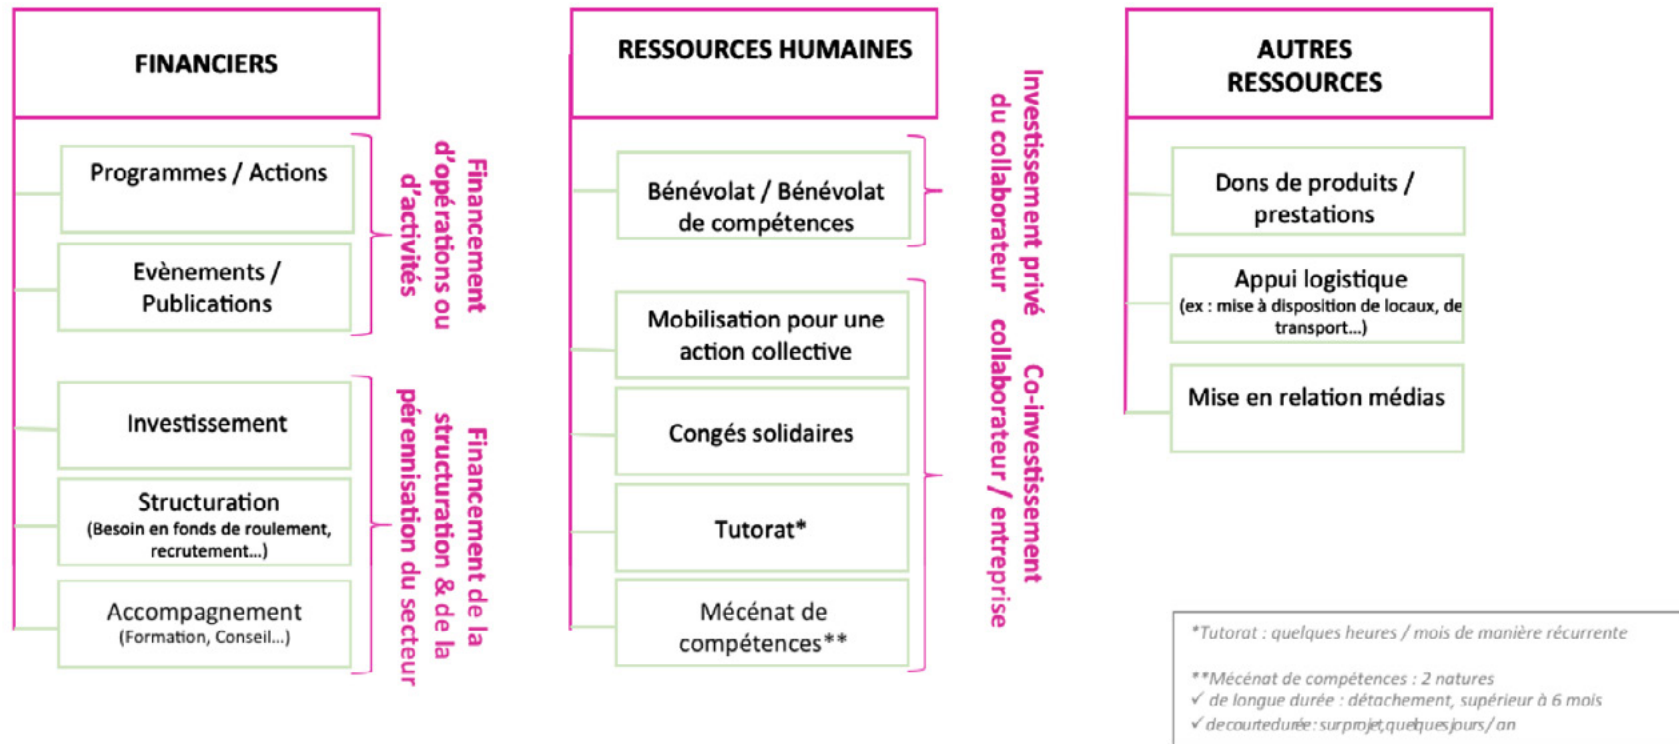 FINANCIERS
Programmes / Actions
Evènements /
Publications
Financement
d'opérations ou
d'activités
Investissement
Structuration
(Besoin en fonds de roulement,
recrutement...)
Accompagnement
(Formation, Conseil...)
Financement de la
structuration & de la
pérennisation du secteur
RESSOURCES HUMAINES
Bénévolat / Bénévolat
de compétences
Investissement privé
du collaborateur
Mobilisation pour une
action collective
Congés solidaires
Tutorat*
Mécénat de
compétences**
Co-investissement
collaborateur / entreprise
AUTRES
RESSOURCES
Dons de produits /
prestations
Appui logistique
(ex : mise à disposition de locaux, de
transport...)
Mise en relation médias
*Tutorat : quelques heures / mois de manière récurrente
**Mécénat de compétences : 2 natures
✓ de longue durée : détachement, supérieur à 6 mois
✓ de courte durée : sur projet, quelques jours / an